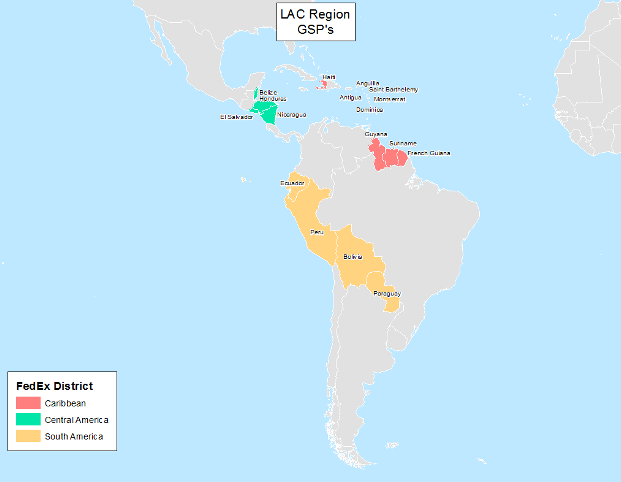 LAC Region
GSP's
Haiti
Anguilla
Saint Barthelemy
Antigua
Montserrat
Dominica
Belize
Honduras
El Salvador
Nicaragua
Guyana
Suriname
French Guiana
Ecuador
Peru
Bolivia
Paraguay
FedEx District
Caribbean
Central America
South America